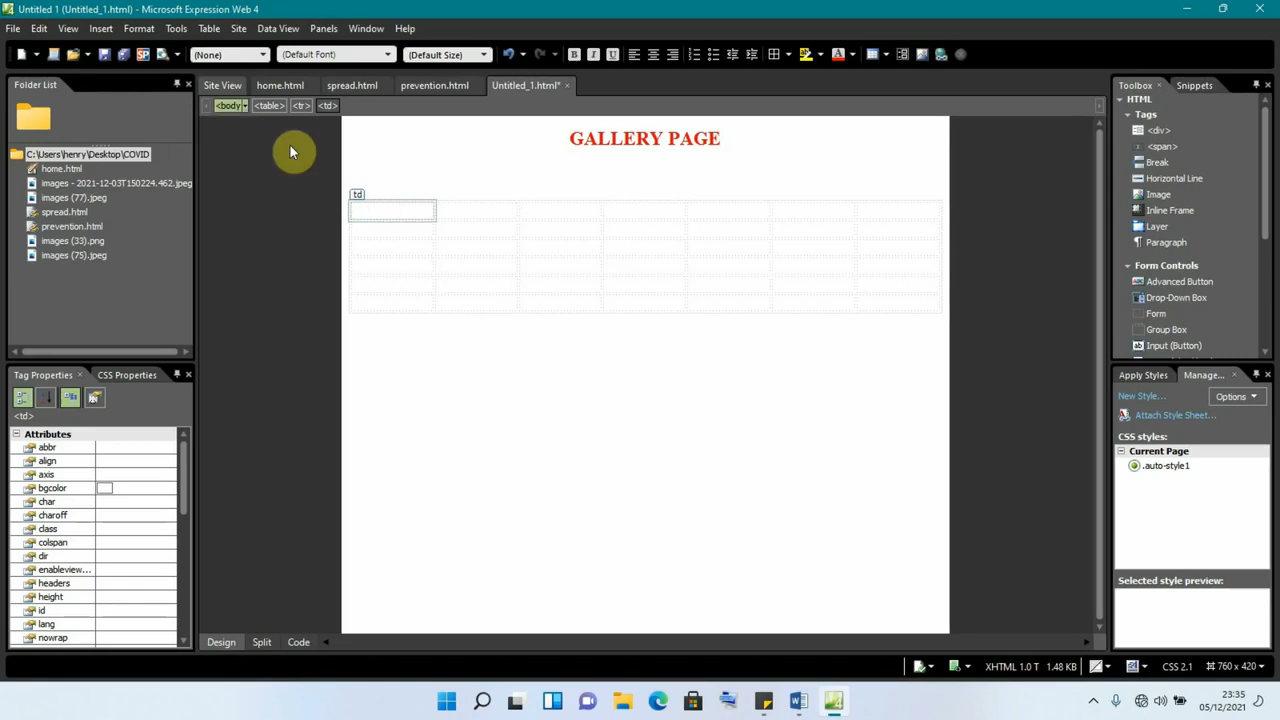 Untitled 1 (Untitled_1.html) - Microsoft Expression Web 4
File Edit View Insert Format Tools Table Site Data View Panels Window Help
(None) (Default Font) (Default Size) B I U A
Folder List
C:\Users\henry\Desktop\COVID
home.html
images - 2021-12-03T150224.462.jpeg
images (77).jpeg
spread.html
prevention.html
images (33).png
images (75).jpeg
Site View home.html spread.html prevention.html Untitled_1.html*
<body> <table> <tr> <td>
GALLERY PAGE
td
Toolbox Snippets
HTML
Tags
<div>
<span>
Break
Horizontal Line
Image
Inline Frame
Layer
Paragraph
Form Controls
Advanced Button
Drop-Down Box
Form
Group Box
Input (Button)
Tag Properties CSS Properties
<td>
Attributes
abbr
align
axis
bgcolor
char
charoff
class
colspan
dir
enableview...
headers
height
id
lang
nowrap
Apply Styles Manage...
New Style... Options
Attach Style Sheet...
CSS styles:
Current Page
.auto-style1
Selected style preview:
Design Split Code
XHTML 1.0 T 1.48 KB CSS 2.1 760 x 420
23:35
05/12/2021